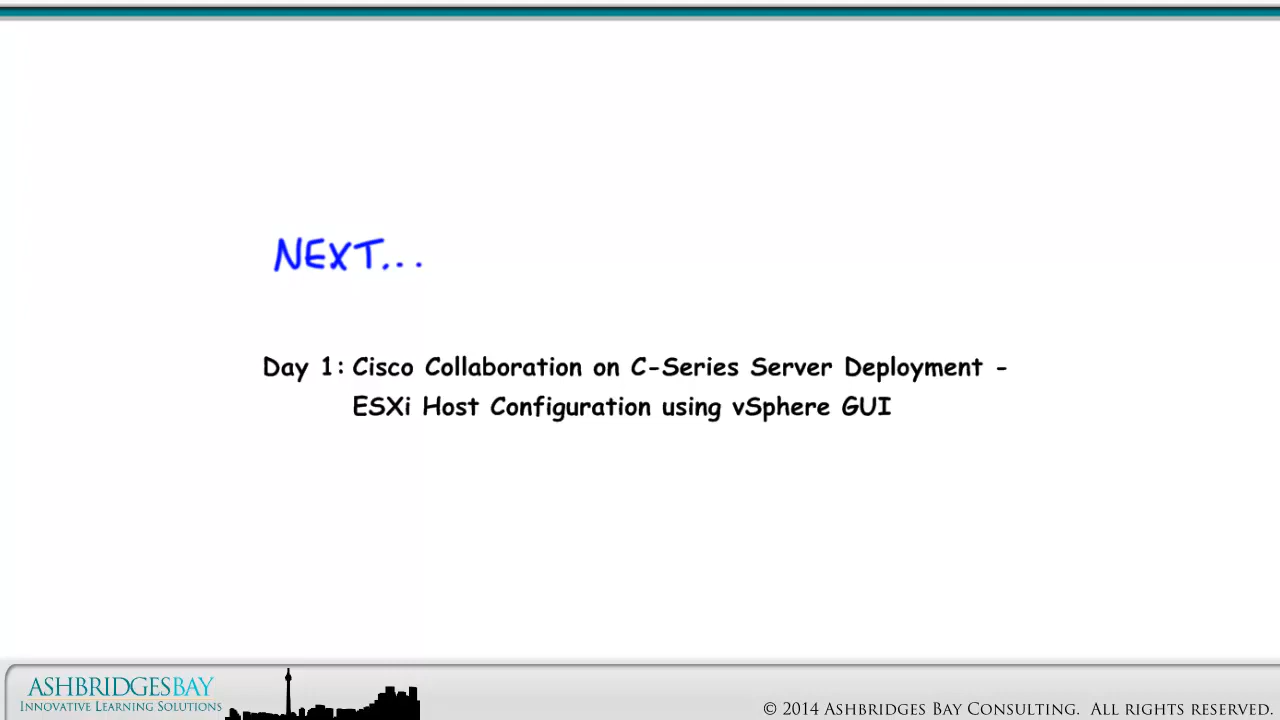 NEXT...
Day 1: Cisco Collaboration on C-Series Server Deployment -
ESXi Host Configuration using vSphere GUI
ASHBRIDGESBAY
INNOVATIVE LEARNING SOLUTIONS
© 2014 ASHBRIDGES BAY CONSULTING. ALL RIGHTS RESERVED.